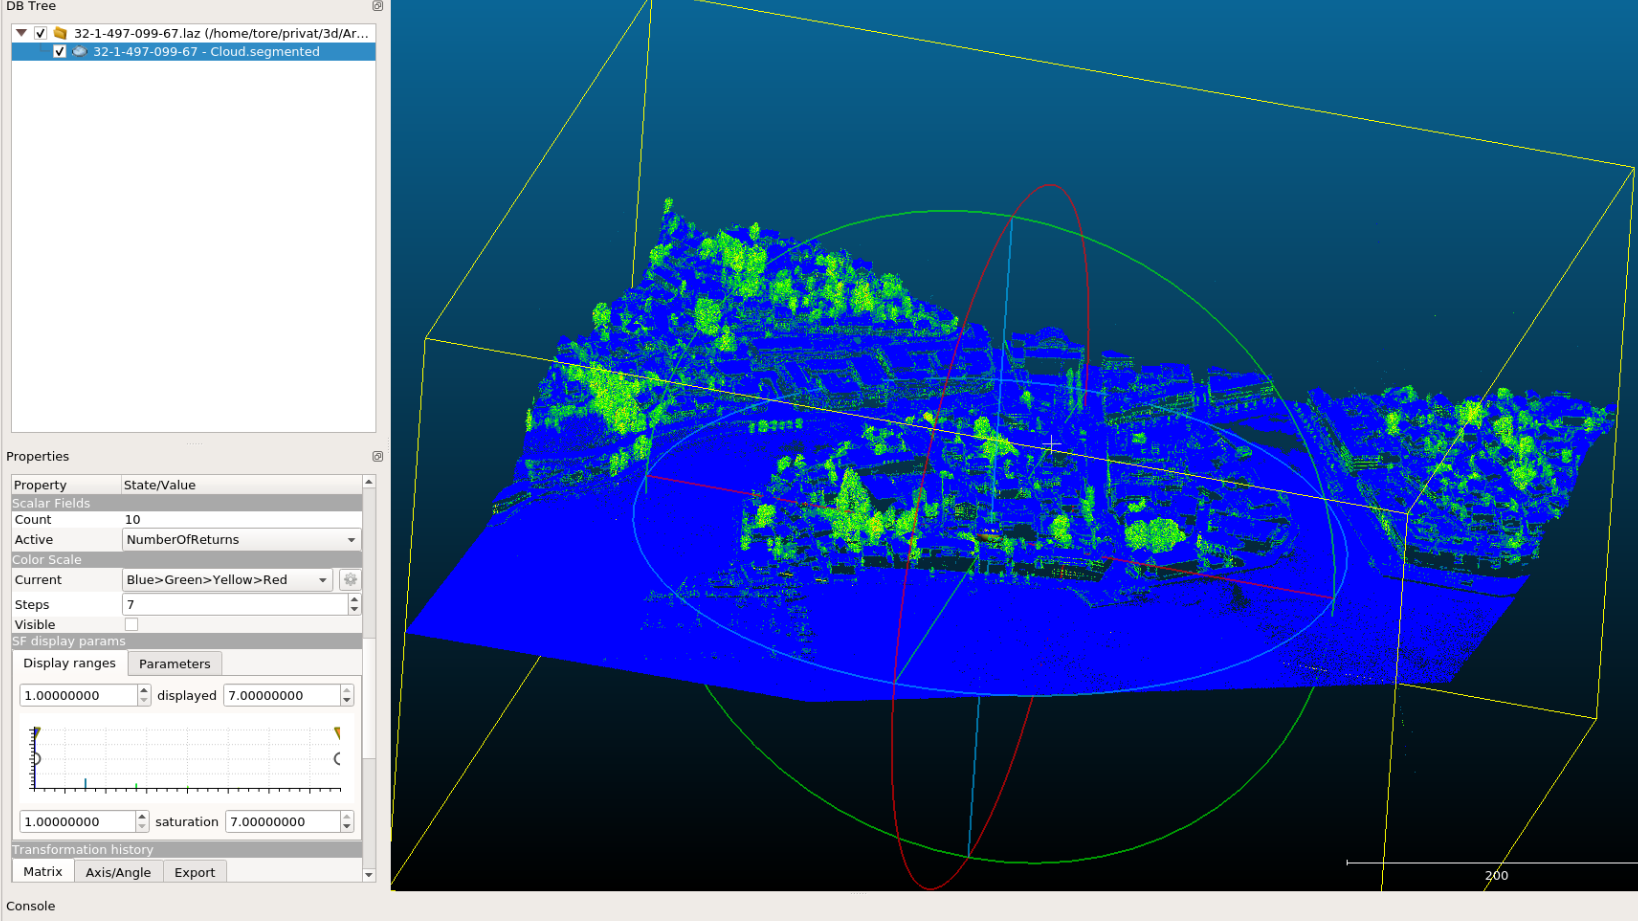 DB Tree
32-1-497-099-67.laz (/home/tore/privat/3d/Ar...
32-1-497-099-67 - Cloud.segmented
Properties
Property State/Value
Scalar Fields
Count 10
Active NumberOfReturns
Color Scale
Current Blue>Green>Yellow>Red
Steps 7
Visible
SF display params
Display ranges Parameters
1.00000000 displayed 7.00000000
1.00000000 saturation 7.00000000
Transformation history
Matrix Axis/Angle Export
200
Console